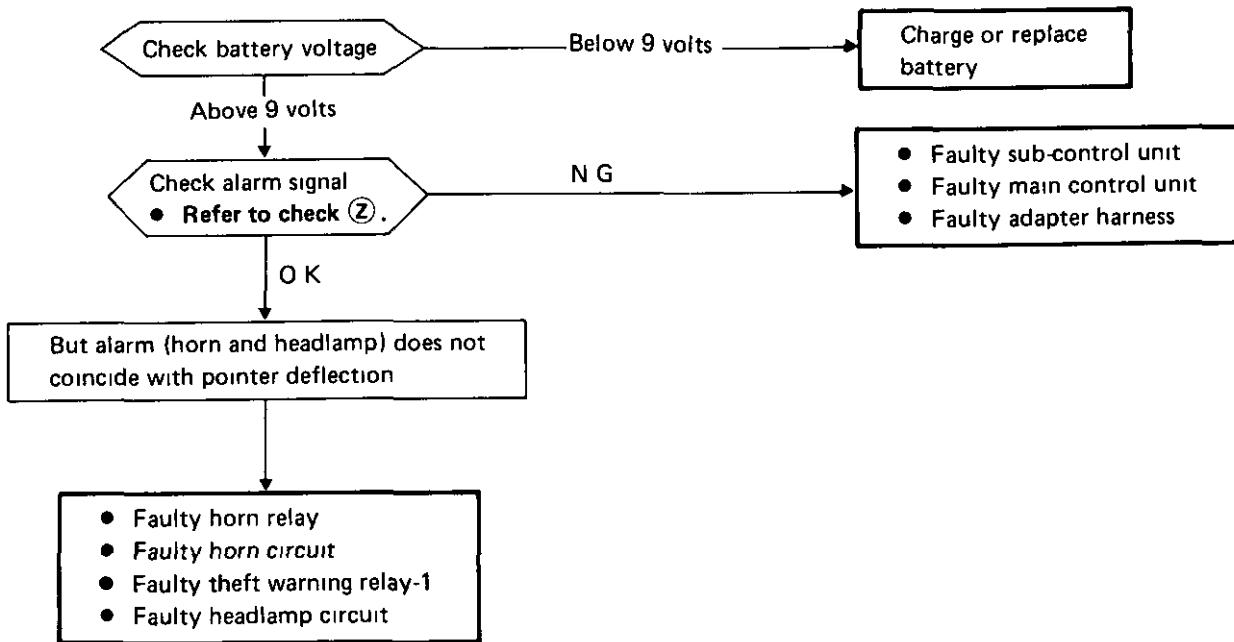 Check battery voltage
Below 9 volts
Charge or replace
battery
Above 9 volts
Check alarm signal
● Refer to check Ⓩ.
N G
● Faulty sub-control unit
● Faulty main control unit
● Faulty adapter harness
O K
But alarm (horn and headlamp) does not
coincide with pointer deflection
● Faulty horn relay
● Faulty horn circuit
● Faulty theft warning relay-1
● Faulty headlamp circuit